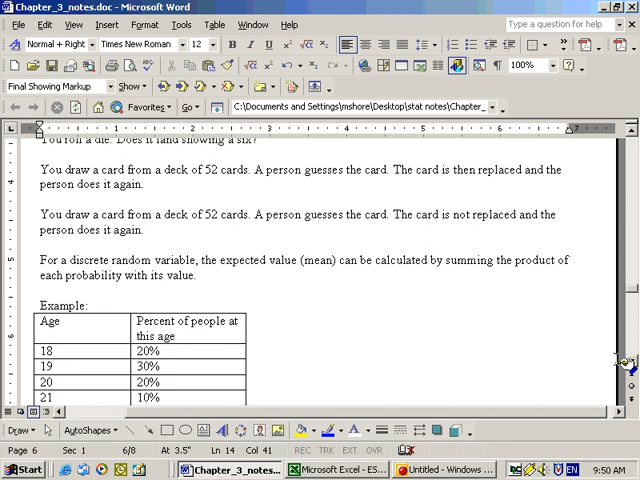 Chapter_3_notes.doc - Microsoft Word
File Edit View Insert Format Tools Table Window Help Type a question for help
Normal + Right Times New Roman 12 B I U
100%
Final Showing Markup Show
Favorites Go C:\Documents and Settings\mshore\Desktop\stat notes\Chapter_
1 2 3 4 5 6 7
You roll a die. Does it land showing a six?
You draw a card from a deck of 52 cards. A person guesses the card. The card is then replaced and the
person does it again.
You draw a card from a deck of 52 cards. A person guesses the card. The card is not replaced and the
person does it again.
For a discrete random variable, the expected value (mean) can be calculated by summing the product of
each probability with its value.
Example:
Age Percent of people at
this age
18 20%
19 30%
20 20%
21 10%
Draw AutoShapes
Page 6 Sec 1 6/8 At 3.5" Ln 14 Col 41 REC TRK EXT OVR
Start Chapter_3_notes... Microsoft Excel - ES... Untitled - Windows ... EN 9:50 AM